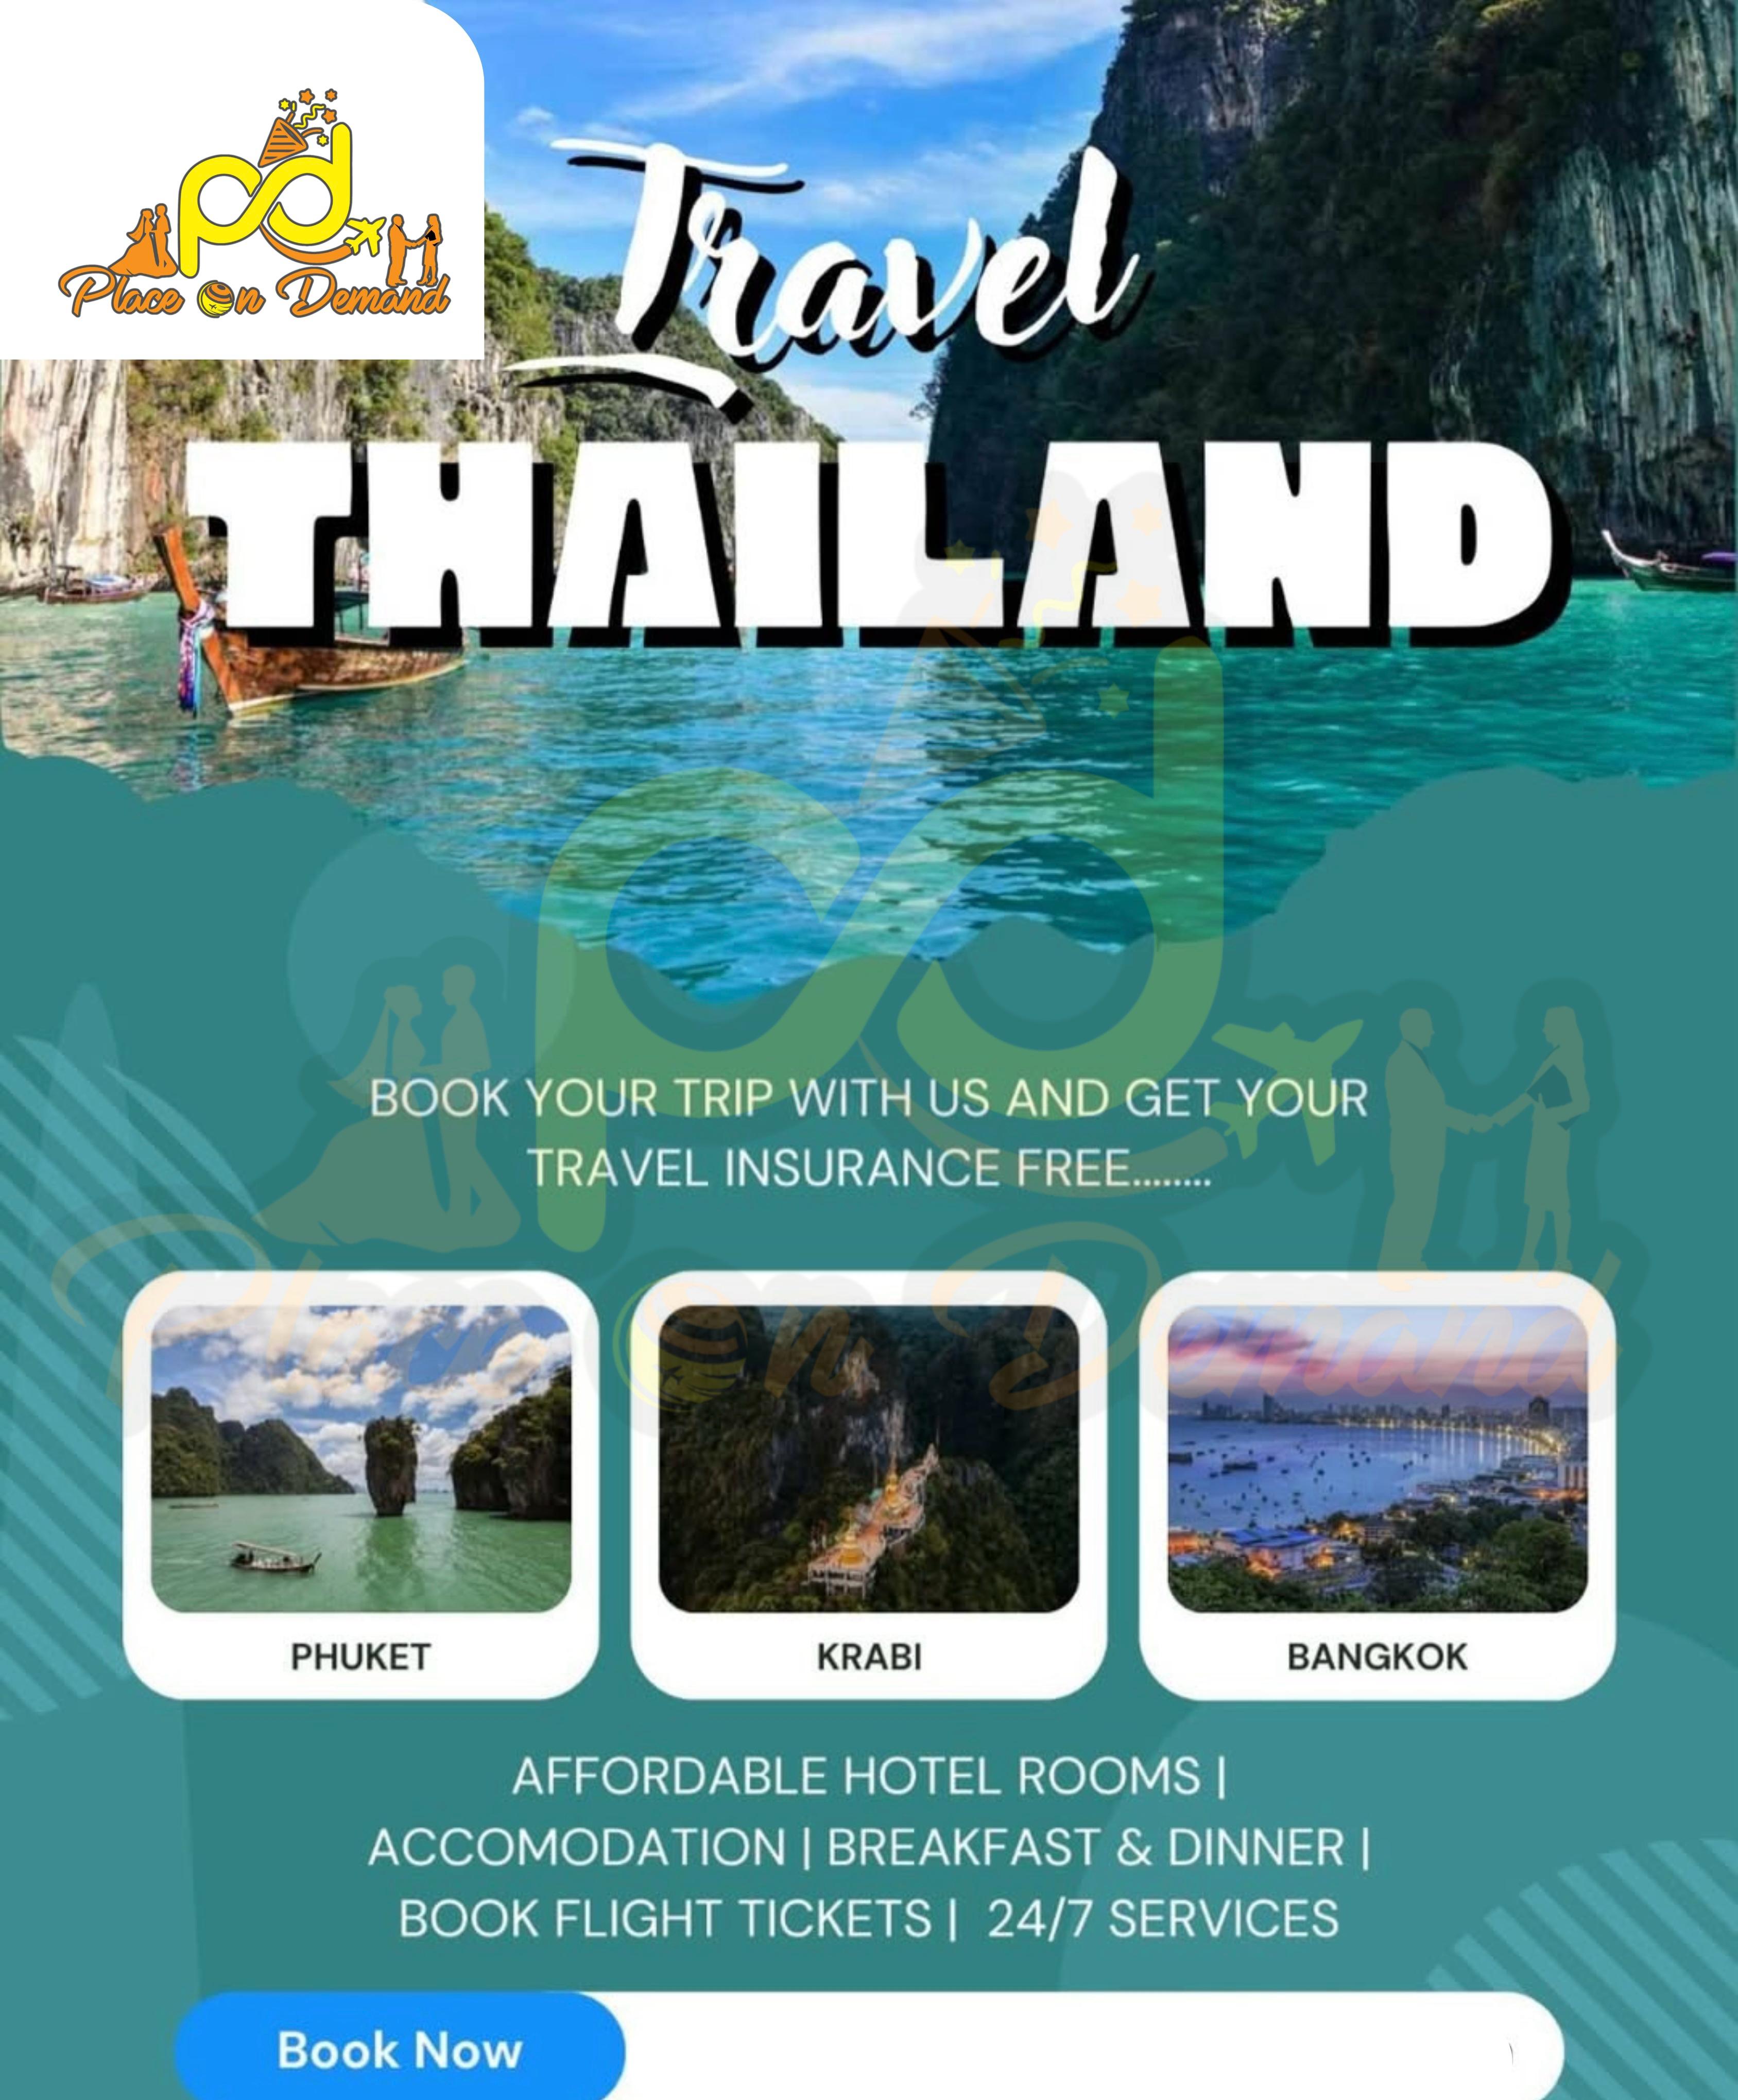 Place On Demand
Travel
THAILAND
BOOK YOUR TRIP WITH US AND GET YOUR
TRAVEL INSURANCE FREE........
PHUKET
KRABI
BANGKOK
AFFORDABLE HOTEL ROOMS |
ACCOMODATION | BREAKFAST & DINNER |
BOOK FLIGHT TICKETS | 24/7 SERVICES
Book Now